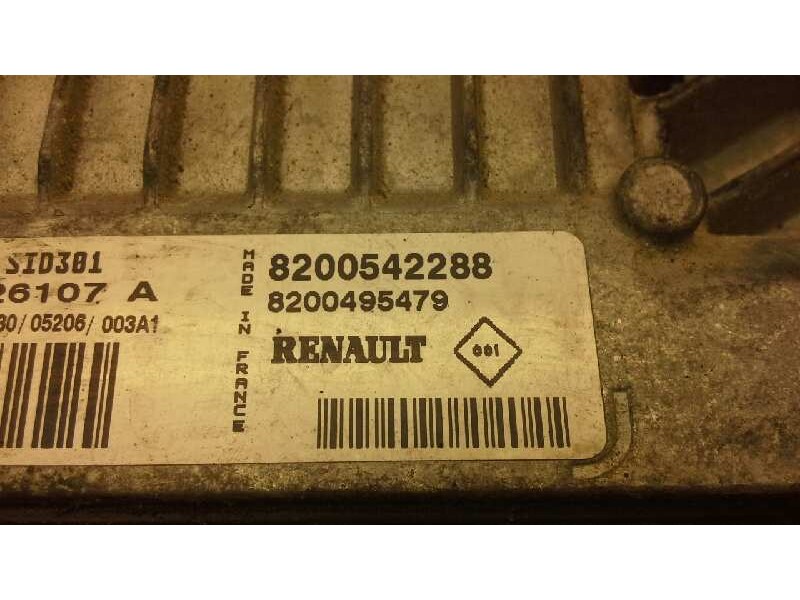 SID301
26107 A
30/05206/003A1
MADE IN FRANCE
8200542288
8200495479
RENAULT
001